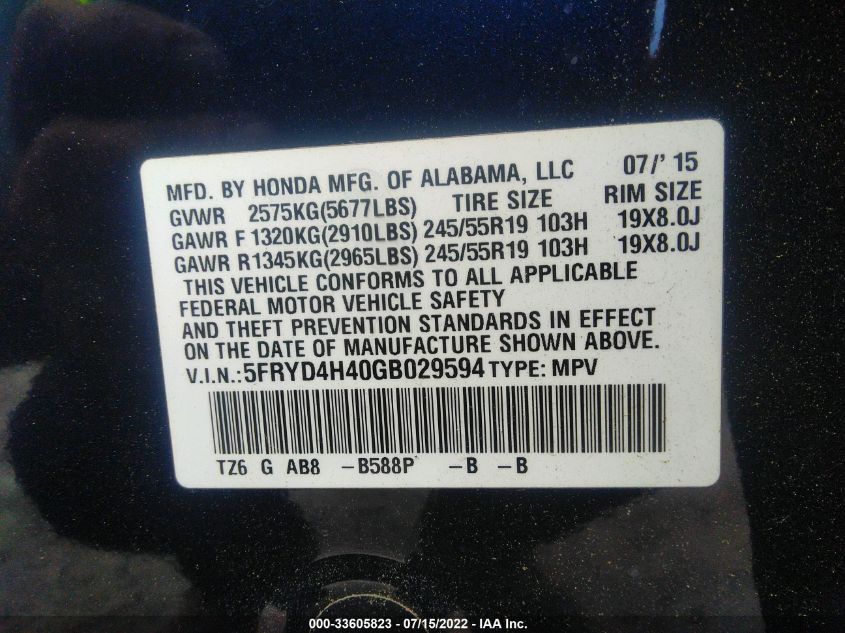 MFD. BY HONDA MFG. OF ALABAMA, LLC 07/' 15
GVWR 2575KG(5677LBS) TIRE SIZE RIM SIZE
GAWR F1320KG(2910LBS) 245/55R19 103H 19X8.0J
GAWR R1345KG(2965LBS) 245/55R19 103H 19X8.0J
THIS VEHICLE CONFORMS TO ALL APPLICABLE
FEDERAL MOTOR VEHICLE SAFETY
AND THEFT PREVENTION STANDARDS IN EFFECT
ON THE DATE OF MANUFACTURE SHOWN ABOVE.
V.I.N.:5FRYD4H40GB029594 TYPE: MPV
TZ6 G AB8 -B588P -B -B
000-33605823 - 07/15/2022 - IAA Inc.